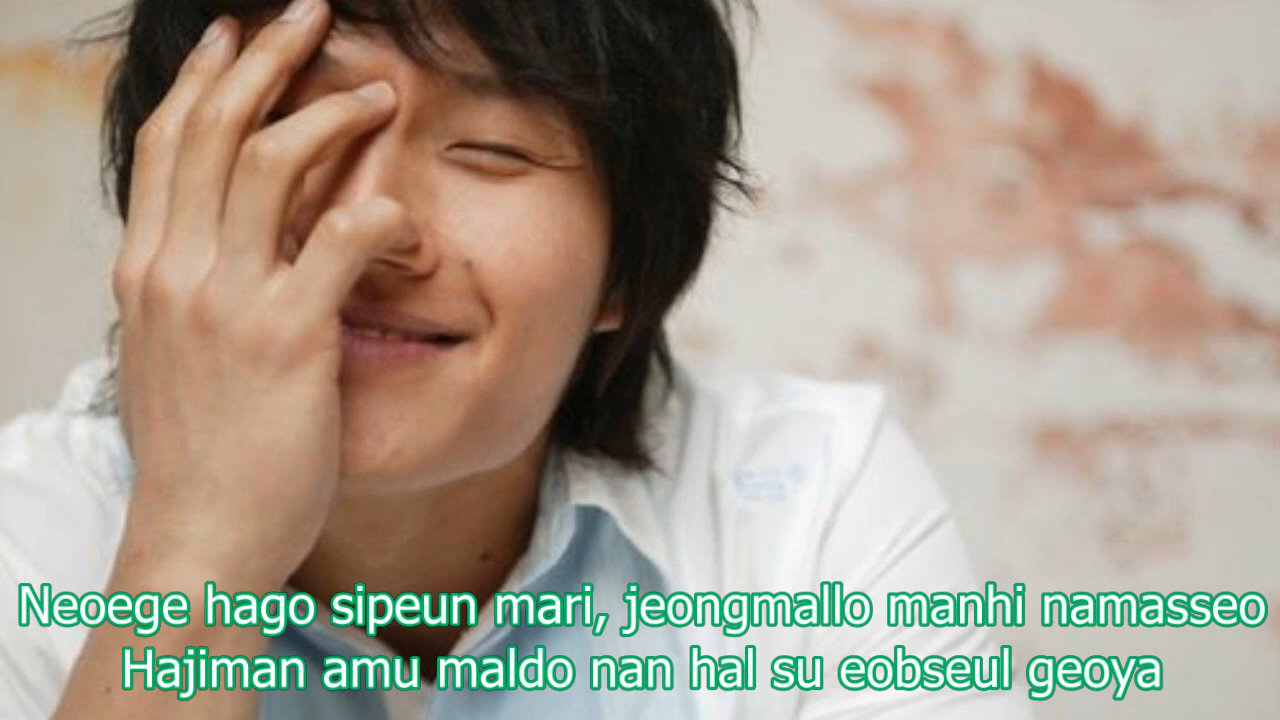 Neoege hago sipeun mari, jeongmallo manhi namasseo
Hajiman amu maldo nan hal su eobseul geoya